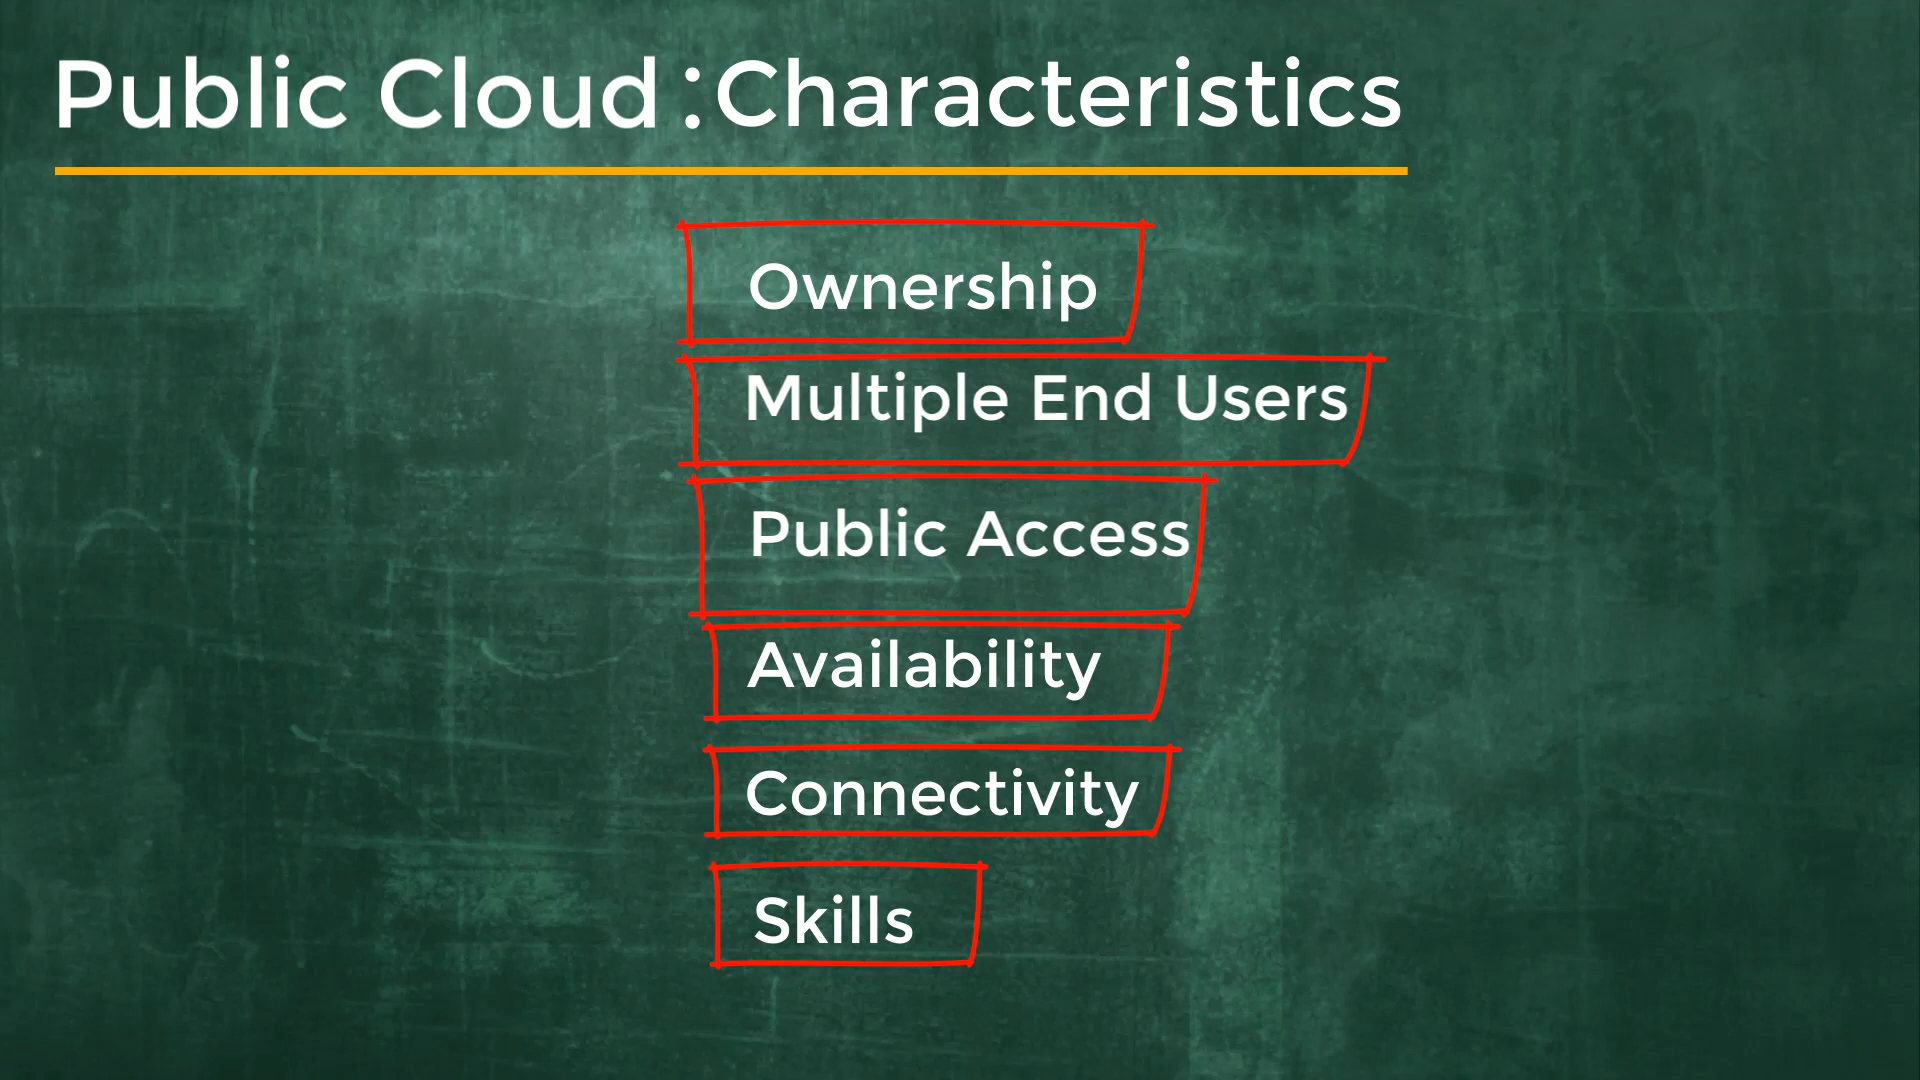 Public Cloud :Characteristics
Ownership
Multiple End Users
Public Access
Availability
Connectivity
Skills